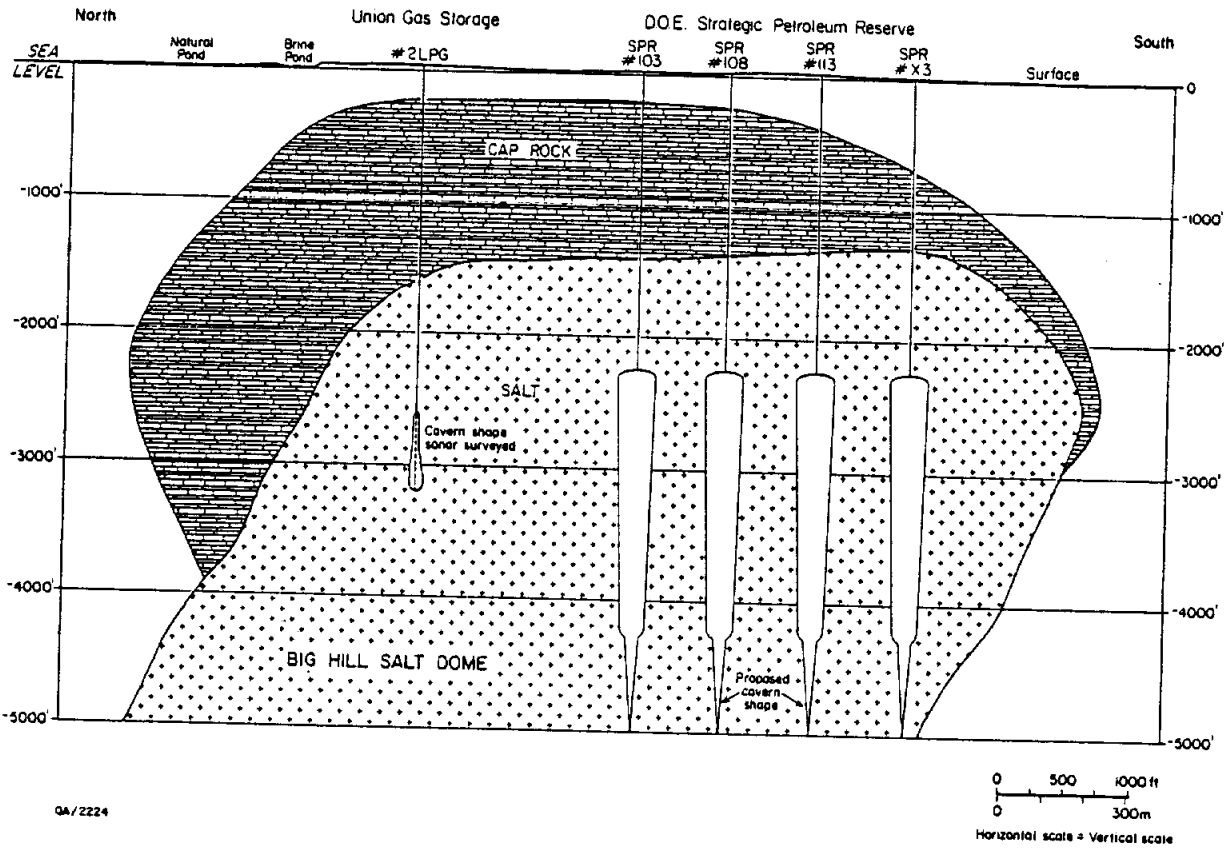 North
Union Gas Storage
D.O.E. Strategic Petroleum Reserve
South
SEA
LEVEL
Natural
Pond
Brine
Pond
#2LPG
SPR
#103
SPR
#108
SPR
#113
SPR
#X3
Surface
0
CAP ROCK
-1000'
-1000'
-2000'
-2000'
SALT
Cavern shape
sonar surveyed
-3000'
-3000'
-4000'
-4000'
BIG HILL SALT DOME
Proposed
cavern
shape
-5000'
-5000'
0 500 1000 ft
0 300m
Horizontal scale = Vertical scale
QA/2224